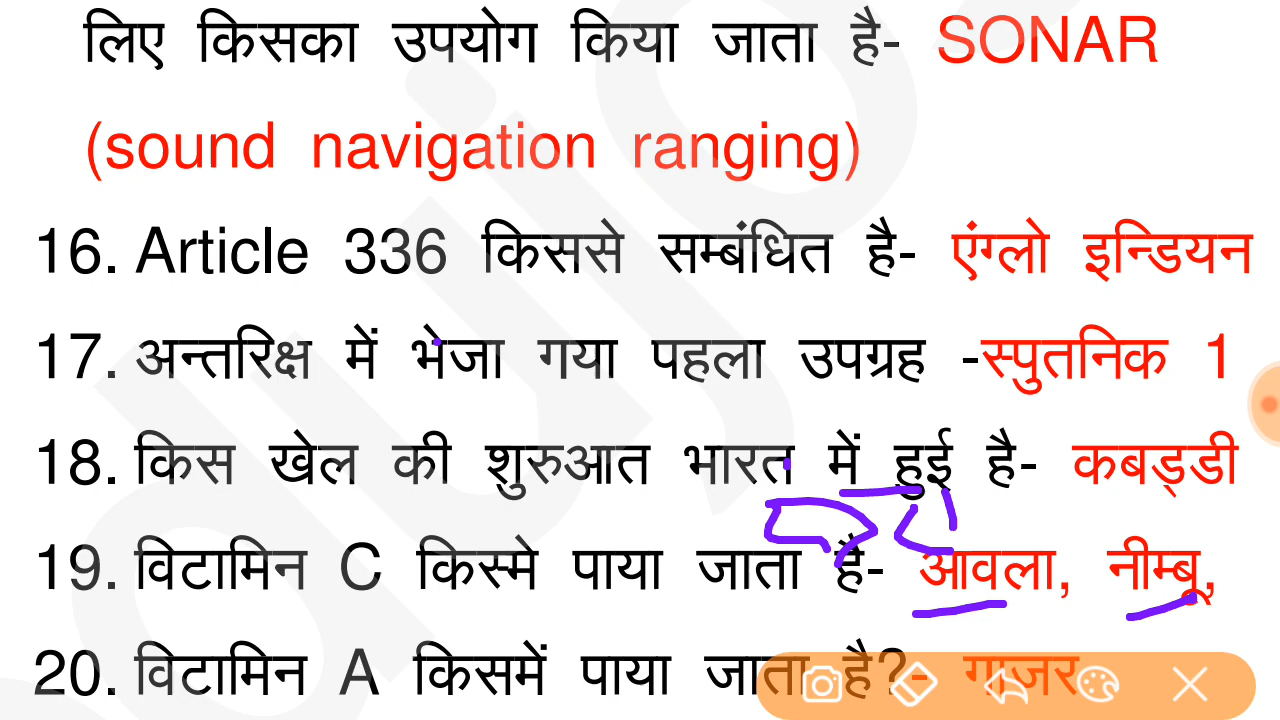 लिए किसका उपयोग किया जाता है- SONAR
(sound navigation ranging)
16. Article 336 किससे सम्बंधित है- एंग्लो इन्डियन
17. अन्तरिक्ष में भेजा गया पहला उपग्रह -स्पुतनिक 1
18. किस खेल की शुरुआत भारत में हुई है- कबड्डी
19. विटामिन C किस्मे पाया जाता है- आवला, नीम्बू,
20. विटामिन A किसमें पाया जाता है?- गाजर